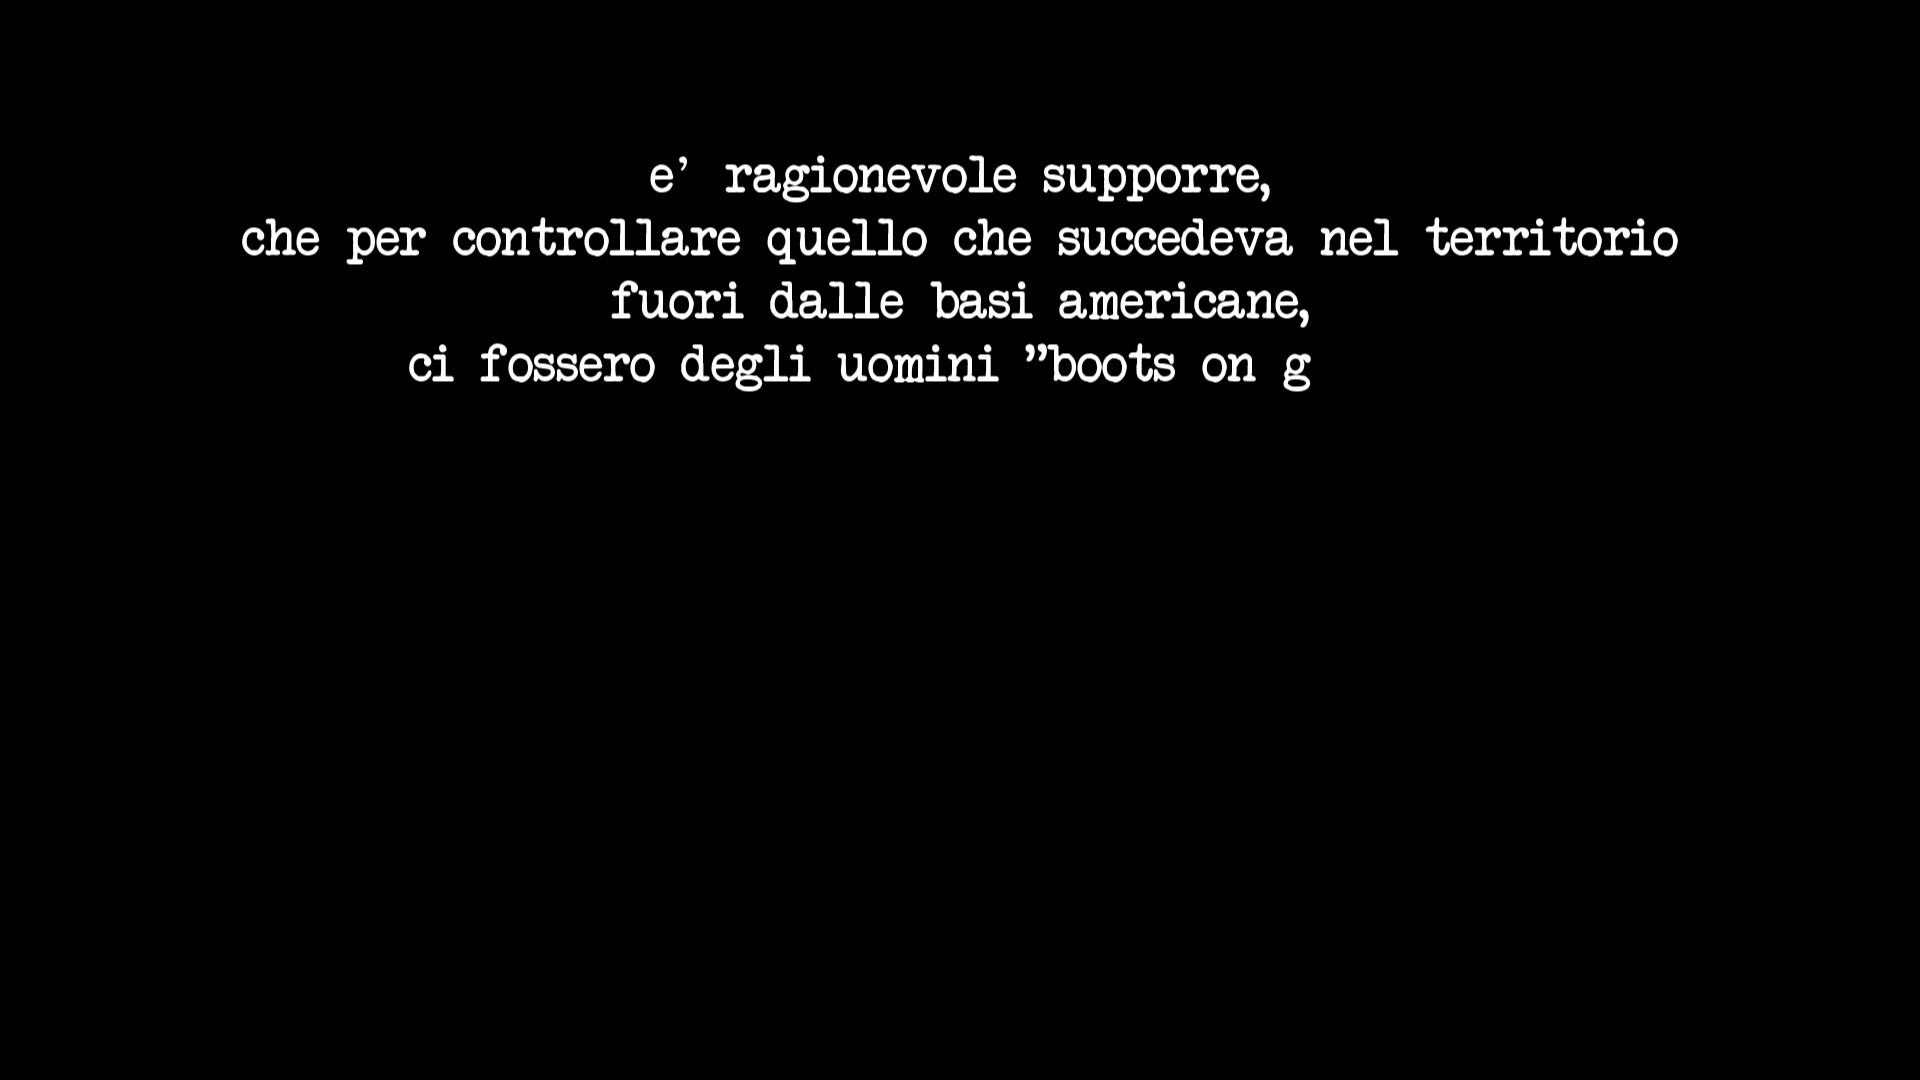 e’ ragionevole supporre,
che per controllare quello che succedeva nel territorio
fuori dalle basi americane,
ci fossero degli uomini ”boots on g